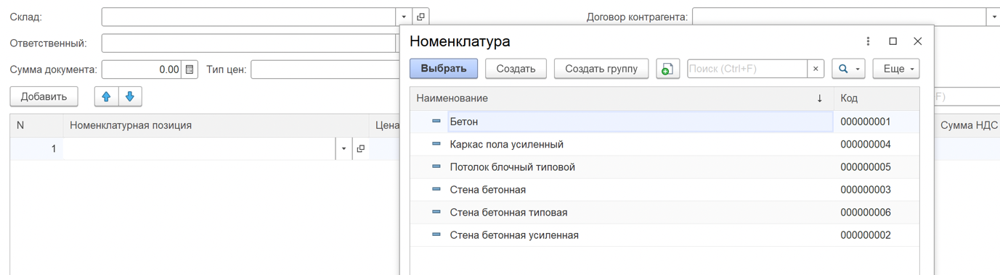 Склад:
Договор контрагента:
Ответственный:
Сумма документа: 0.00 Тип цен:
Добавить
N Номенклатурная позиция Цена
Сумма НДС
1
Номенклатура
Выбрать Создать Создать группу Поиск (Ctrl+F) × Еще
F)
Наименование ↓ Код
Бетон 000000001
Каркас пола усиленный 000000004
Потолок блочный типовой 000000005
Стена бетонная 000000003
Стена бетонная типовая 000000006
Стена бетонная усиленная 000000002